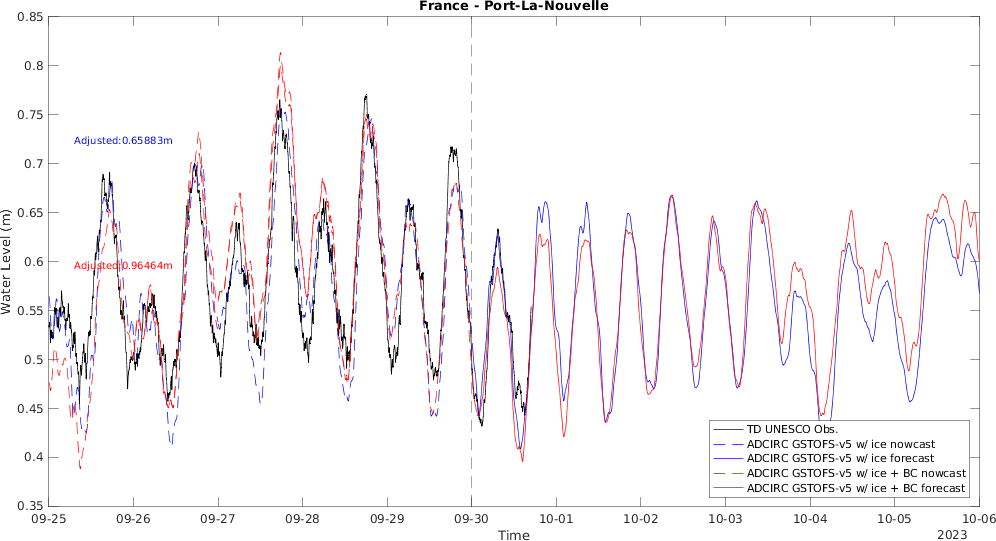 France - Port-La-Nouvelle
0.85
0.8
0.75
0.7
0.65
0.6
0.55
0.5
0.45
0.4
0.35
Water Level (m)
Adjusted:0.65883m
Adjusted:0.96464m
TD UNESCO Obs.
ADCIRC GSTOFS-v5 w/ ice nowcast
ADCIRC GSTOFS-v5 w/ ice forecast
ADCIRC GSTOFS-v5 w/ ice + BC nowcast
ADCIRC GSTOFS-v5 w/ ice + BC forecast
09-25 09-26 09-27 09-28 09-29 09-30 10-01 10-02 10-03 10-04 10-05 10-06
Time
2023